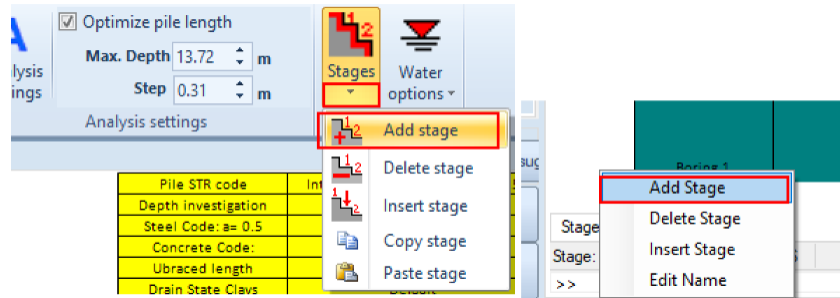 Optimize pile length
Max. Depth 13.72 m
Step 0.31 m
Analysis settings
lysis
ings
Stages
Water
options
Add stage
Delete stage
Insert stage
Copy stage
Paste stage
Pile STR code
Depth investigation
Steel Code: a= 0.5
Concrete Code:
Ubraced length
Drain State Clays
Default
Boring 1
Add Stage
Delete Stage
Insert Stage
Edit Name
Stage
Stage:
>>